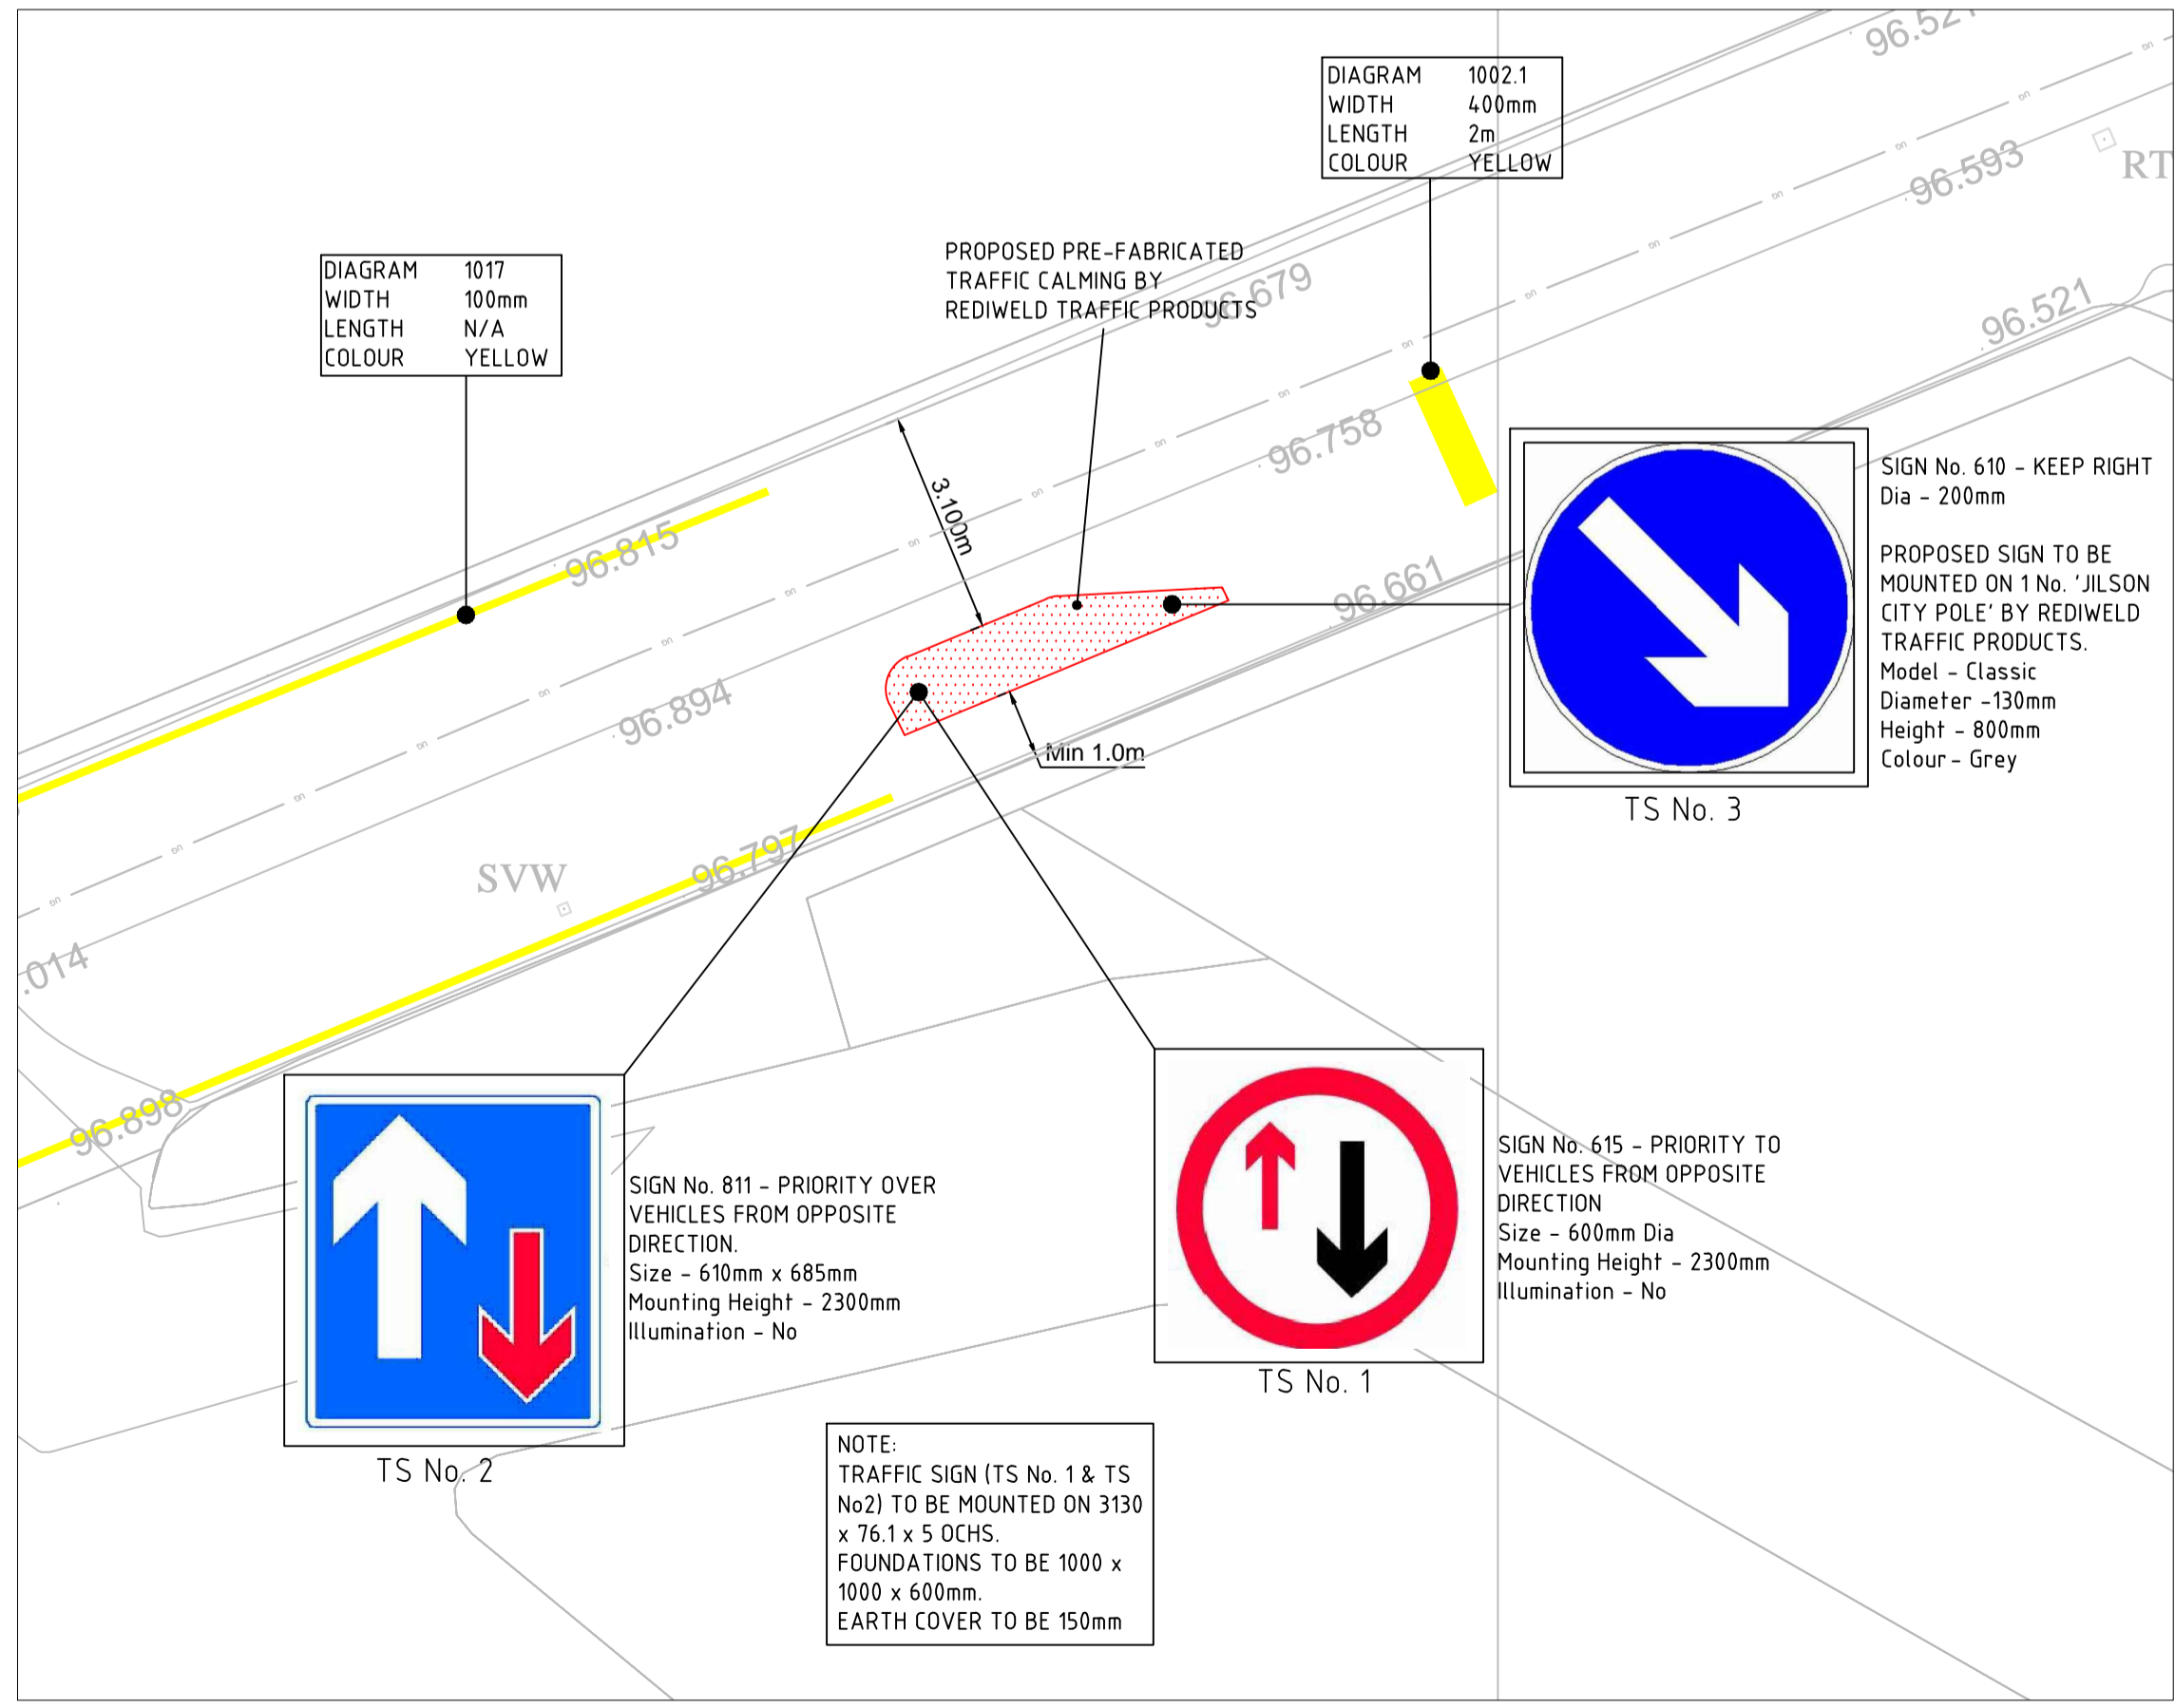 96.521
DIAGRAM 1002.1
WIDTH 400mm
LENGTH 2m
COLOUR YELLOW
96.593
RT
DIAGRAM 1017
WIDTH 100mm
LENGTH N/A
COLOUR YELLOW
PROPOSED PRE-FABRICATED
TRAFFIC CALMING BY
REDIWELD TRAFFIC PRODUCTS
96.679
96.521
96.758
3.100m
96.815
96.661
96.894
Min 1.0m
SIGN No. 610 - KEEP RIGHT
Dia - 200mm
PROPOSED SIGN TO BE
MOUNTED ON 1 No. 'JILSON
CITY POLE' BY REDIWELD
TRAFFIC PRODUCTS.
Model - Classic
Diameter -130mm
Height - 800mm
Colour - Grey
TS No. 3
96.797
SVW
.014
96.898
SIGN No. 811 - PRIORITY OVER
VEHICLES FROM OPPOSITE
DIRECTION.
Size - 610mm x 685mm
Mounting Height - 2300mm
Illumination - No
TS No. 2
SIGN No. 615 - PRIORITY TO
VEHICLES FROM OPPOSITE
DIRECTION
Size - 600mm Dia
Mounting Height - 2300mm
Illumination - No
TS No. 1
NOTE:
TRAFFIC SIGN (TS No. 1 & TS
No2) TO BE MOUNTED ON 3130
x 76.1 x 5 OCHS.
FOUNDATIONS TO BE 1000 x
1000 x 600mm.
EARTH COVER TO BE 150mm